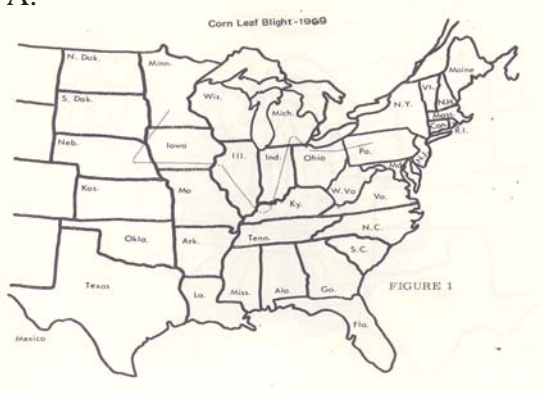 A.
Corn Leaf Blight-1969
N. Dak.
Minn.
Maine
S. Dak.
Wis.
Mich.
N.Y.
Vt.
N.H.
Mass.
Con.
R.I.
Neb.
Iowa
Ill.
Ind.
Ohio
Pa.
N.J.
Md.
Kas.
Mo
Ky.
W.Va
Va.
Okla.
Ark.
Tenn.
N.C.
S.C.
Texas
La.
Miss.
Ala.
Ga.
FIGURE 1
Fla.
Mexico